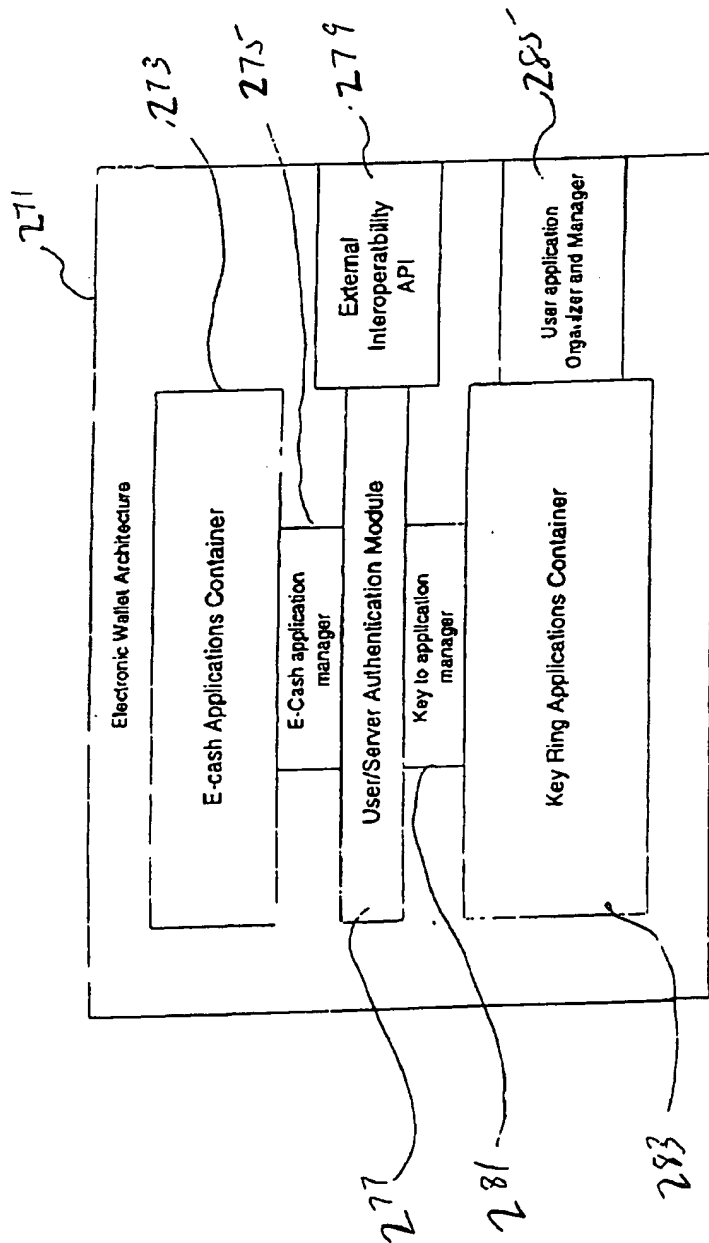 271
Electronic Wallet Architecture
273
E-cash Applications Container
275
E-Cash application
manager
277
User/Server Authentication Module
279
External
Interoperatbility
API
281
Key to application
manager
283
Key Ring Applications Container
285
User application
Organizer and Manager